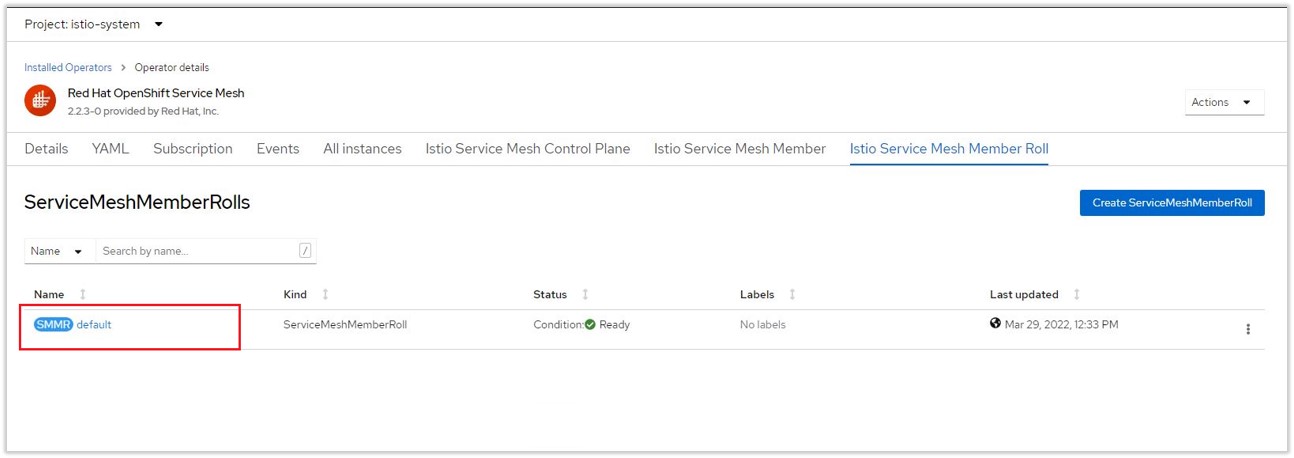 Project: istio-system
Installed Operators > Operator details
Red Hat OpenShift Service Mesh
2.2.3-0 provided by Red Hat, Inc.
Actions
Details YAML Subscription Events All instances Istio Service Mesh Control Plane Istio Service Mesh Member Istio Service Mesh Member Roll
ServiceMeshMemberRolls
Create ServiceMeshMemberRoll
Name Search by name... /
Name Kind Status Labels Last updated
SMMR default ServiceMeshMemberRoll Condition: Ready No labels Mar 29, 2022, 12:33 PM